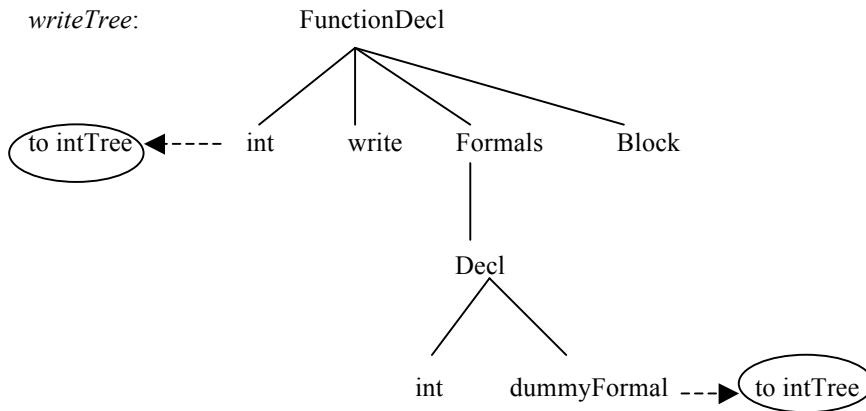 writeTree: FunctionDecl
to intTree int write Formals Block
Decl
int dummyFormal to intTree